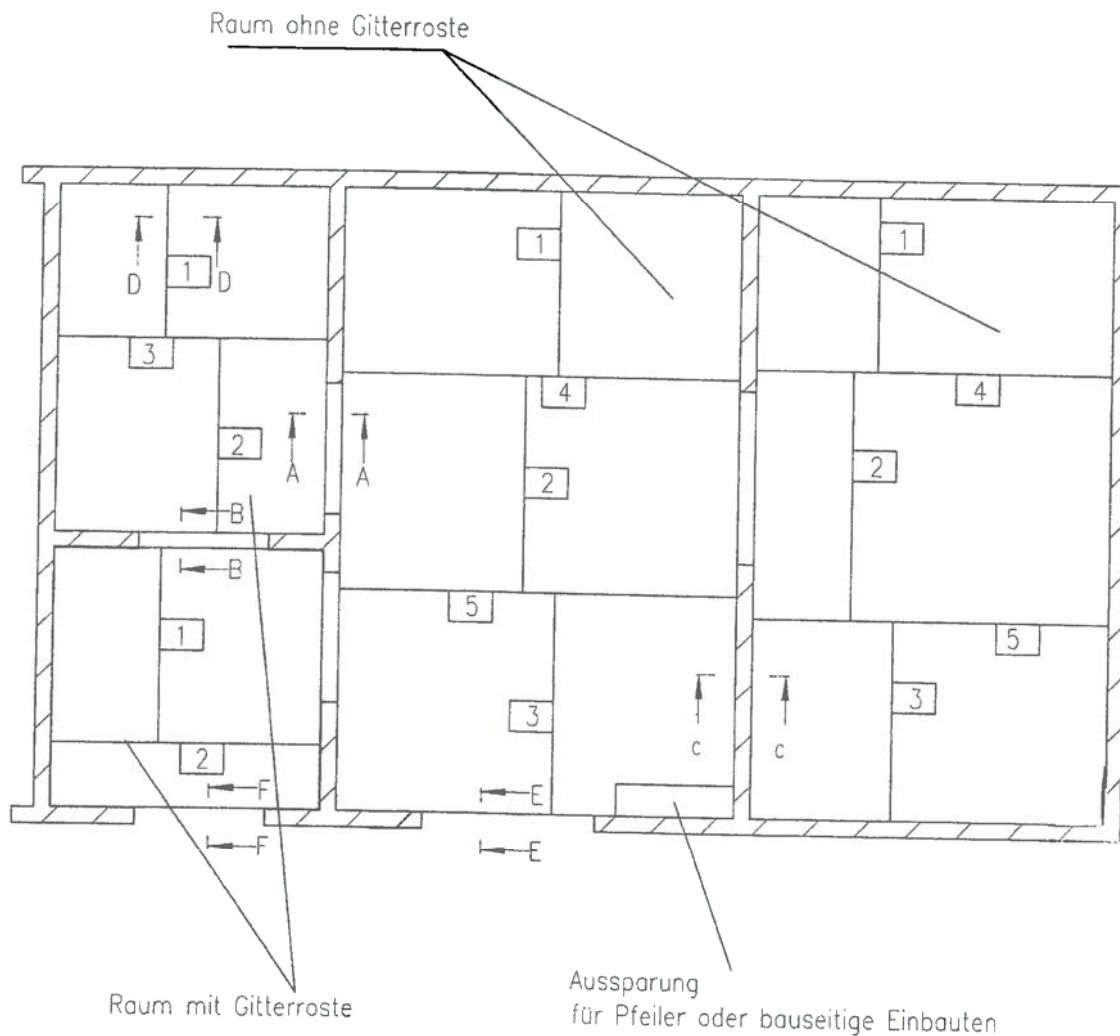 Raum ohne Gitterroste
1
1
D
1
D
3
4
4
A
2
A
2
2
B
B
5
1
5
3
3
c
c
2
F
E
F
E
Raum mit Gitterroste
Aussparung
für Pfeiler oder bauseitige Einbauten